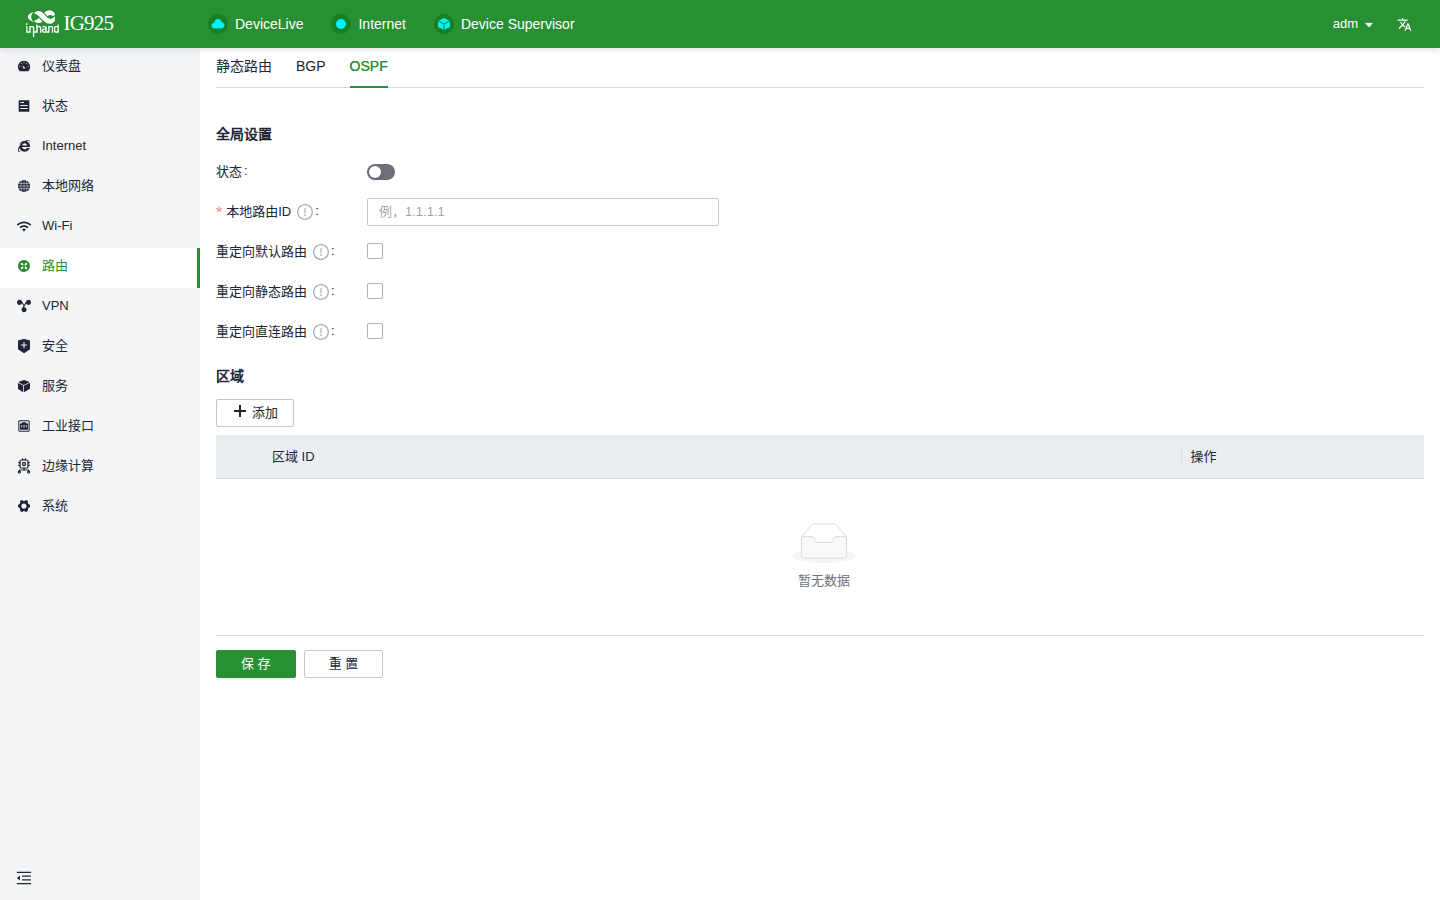 inhand IG925
DeviceLive
Internet
Device Supervisor
adm
仪表盘
状态
Internet
本地网络
Wi-Fi
路由
VPN
安全
服务
工业接口
边缘计算
系统
静态路由 BGP OSPF
全局设置
状态:
* 本地路由ID : 例，1.1.1.1
重定向默认路由 :
重定向静态路由 :
重定向直连路由 :
区域
添加
区域 ID 操作
暂无数据
保 存 重 置